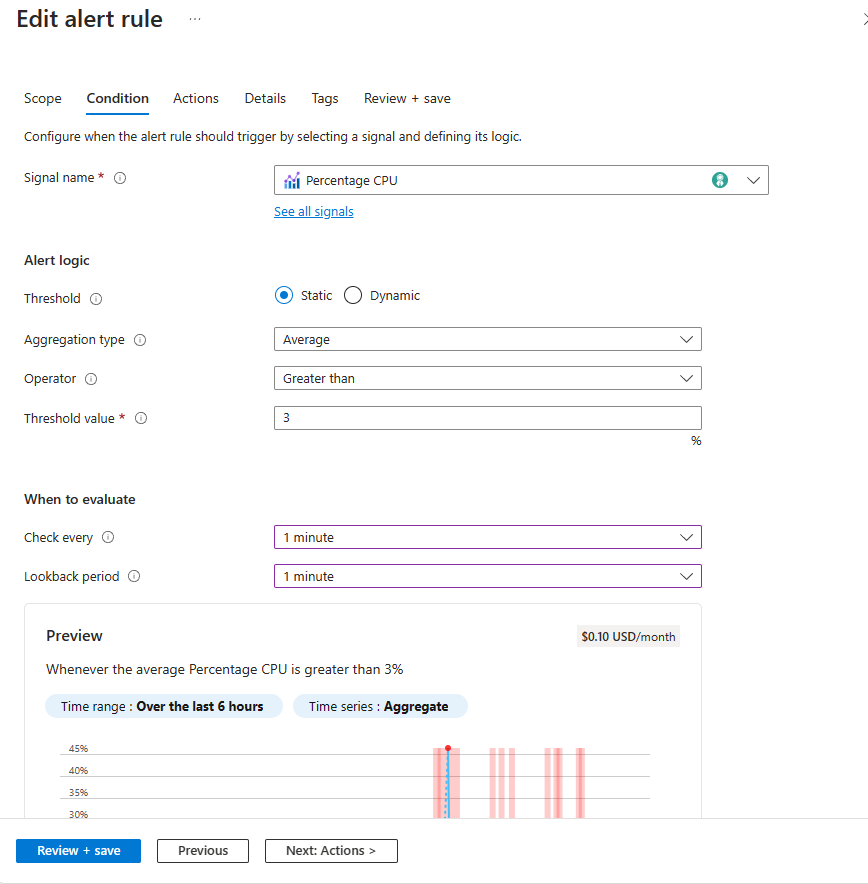 Edit alert rule ...
Scope Condition Actions Details Tags Review + save
Configure when the alert rule should trigger by selecting a signal and defining its logic.
Signal name * Percentage CPU
See all signals
Alert logic
Threshold Static Dynamic
Aggregation type Average
Operator Greater than
Threshold value * 3
%
When to evaluate
Check every 1 minute
Lookback period 1 minute
Preview $0.10 USD/month
Whenever the average Percentage CPU is greater than 3%
Time range : Over the last 6 hours Time series : Aggregate
45%
40%
35%
30%
Review + save Previous Next: Actions >